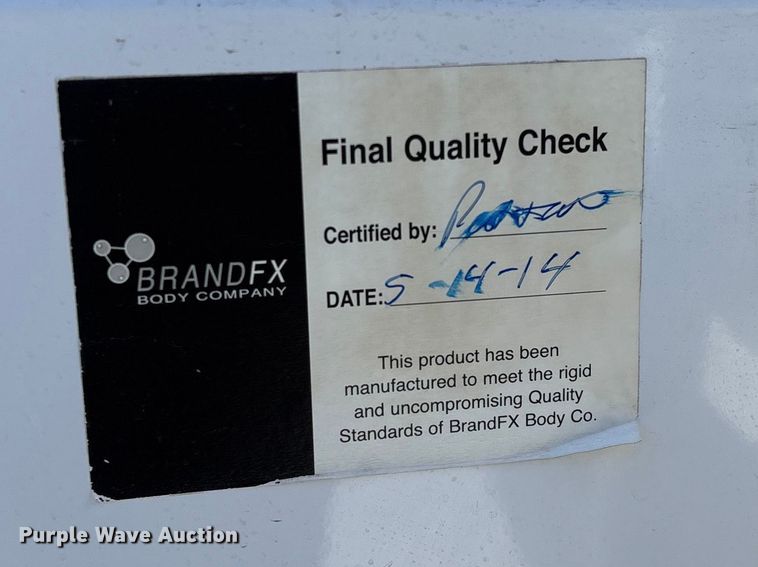 BRANDFX
BODY COMPANY
Final Quality Check
Certified by:
DATE: 5-14-14
This product has been
manufactured to meet the rigid
and uncompromising Quality
Standards of BrandFX Body Co.
Purple Wave Auction